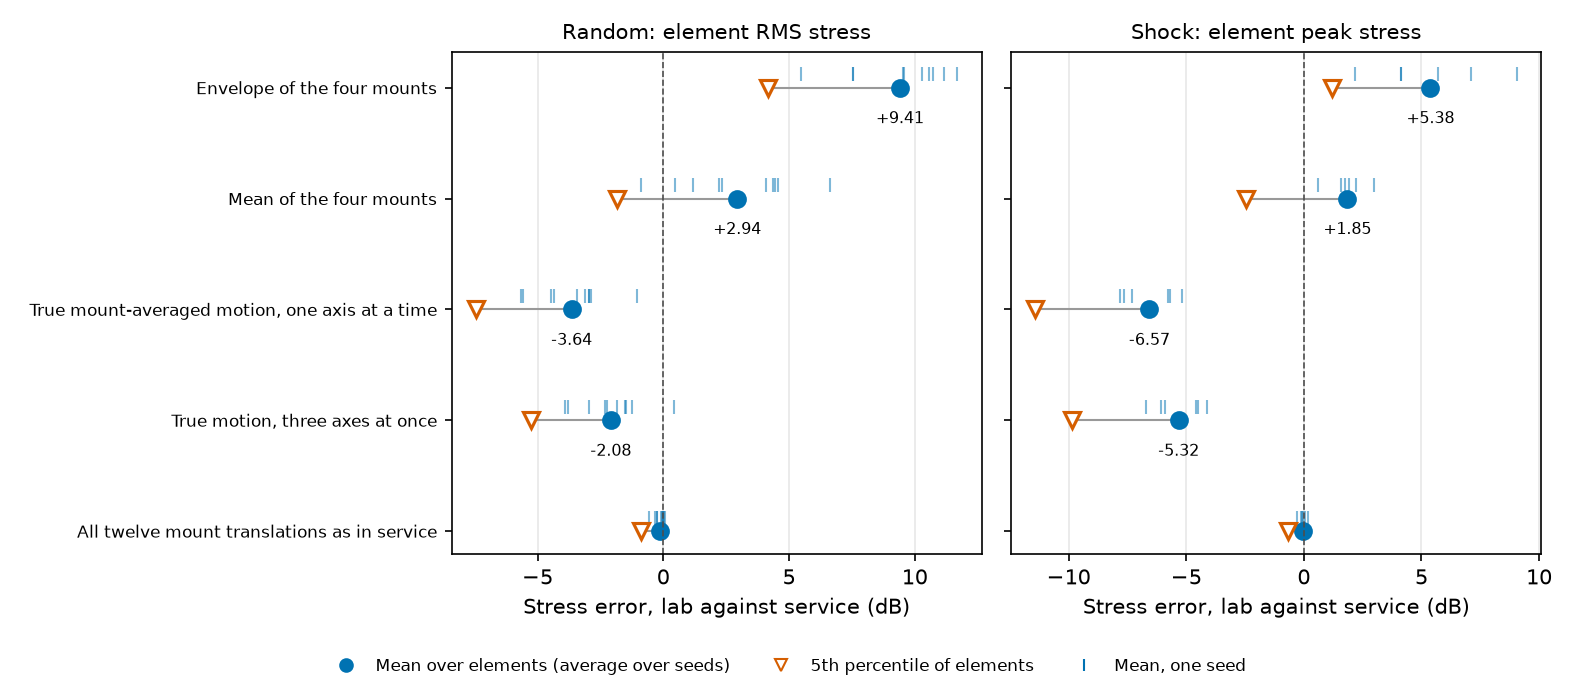 Random: element RMS stress
Shock: element peak stress
Envelope of the four mounts
+9.41
+5.38
Mean of the four mounts
+2.94
+1.85
True mount-averaged motion, one axis at a time
-3.64
-6.57
True motion, three axes at once
-2.08
-5.32
All twelve mount translations as in service
−5 0 5 10
−10 −5 0 5 10
Stress error, lab against service (dB)
Stress error, lab against service (dB)
Mean over elements (average over seeds)
5th percentile of elements
Mean, one seed